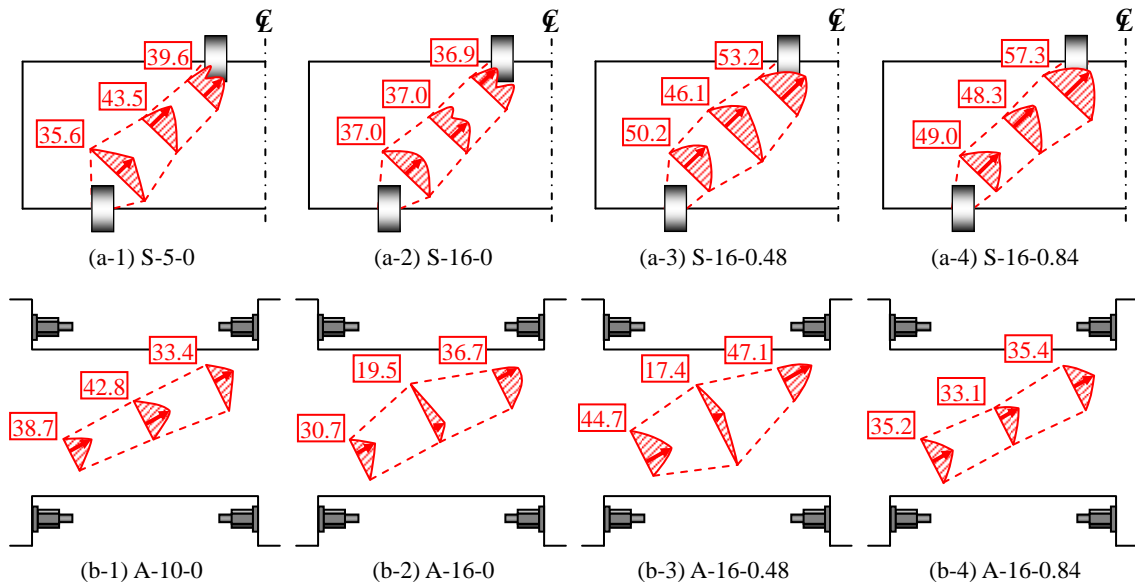 ℄ ℄ ℄ ℄
39.6 36.9 53.2 57.3
43.5 37.0 46.1 48.3
35.6 37.0 50.2 49.0
(a-1) S-5-0 (a-2) S-16-0 (a-3) S-16-0.48 (a-4) S-16-0.84
33.4 19.5 36.7 17.4 47.1 35.4
42.8 33.1
38.7 30.7 44.7 35.2
(b-1) A-10-0 (b-2) A-16-0 (b-3) A-16-0.48 (b-4) A-16-0.84